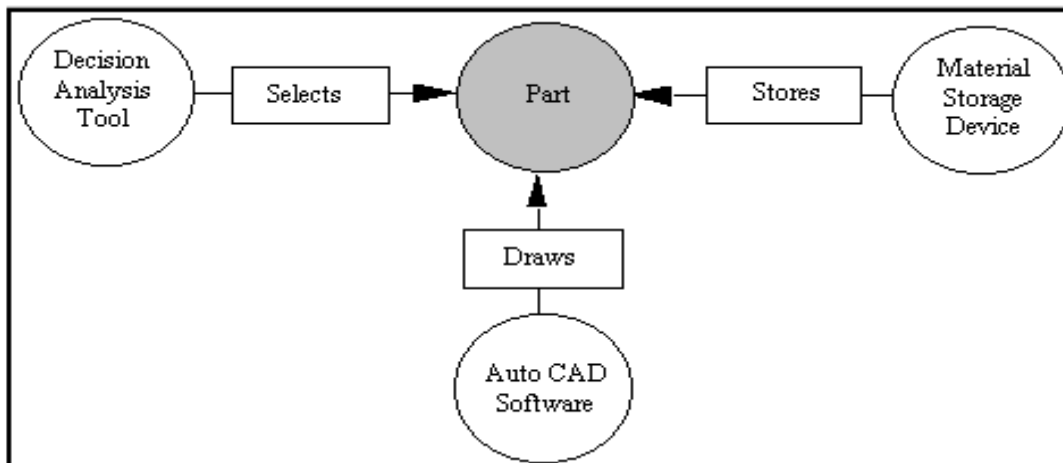 Decision
Analysis
Tool
Selects
Part
Stores
Material
Storage
Device
Draws
Auto CAD
Software